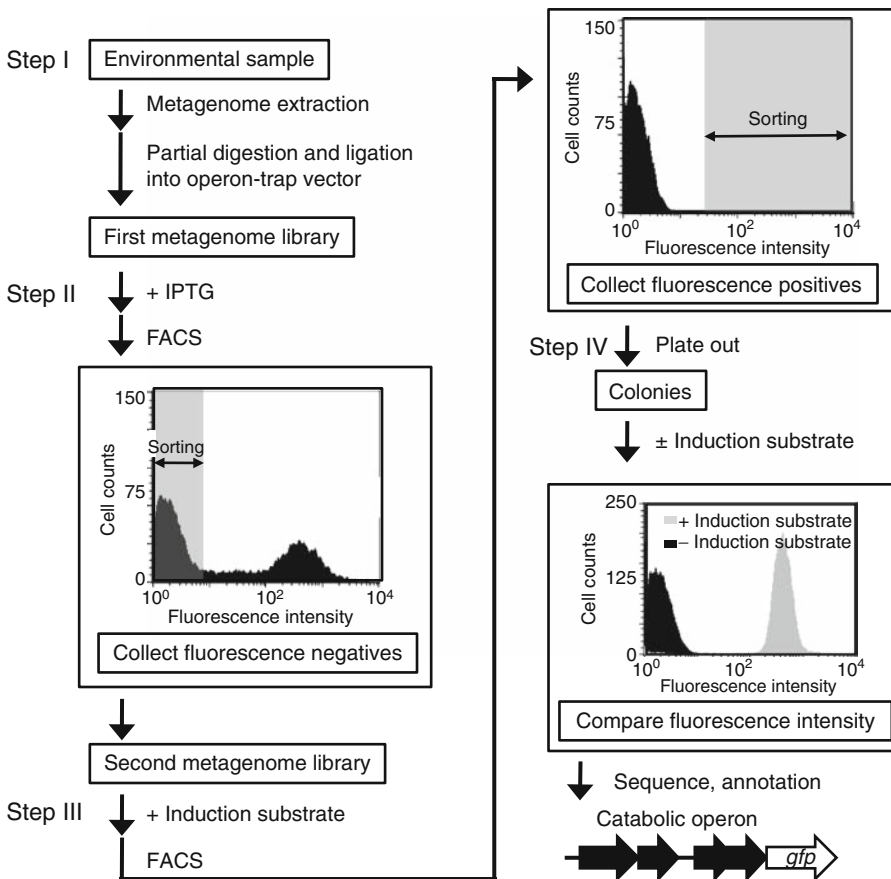 Step I
Environmental sample
Metagenome extraction
Partial digestion and ligation
into operon-trap vector
First metagenome library
Step II
+ IPTG
FACS
150
75
0
Cell counts
Sorting
10⁰
10²
10⁴
Fluorescence intensity
Collect fluorescence negatives
Second metagenome library
Step III
+ Induction substrate
FACS
150
75
0
Cell counts
Sorting
10⁰
10²
10⁴
Fluorescence intensity
Collect fluorescence positives
Step IV
Plate out
Colonies
± Induction substrate
250
125
0
Cell counts
+ Induction substrate
− Induction substrate
10⁰
10²
10⁴
Fluorescence intensity
Compare fluorescence intensity
Sequence, annotation
Catabolic operon
gfp